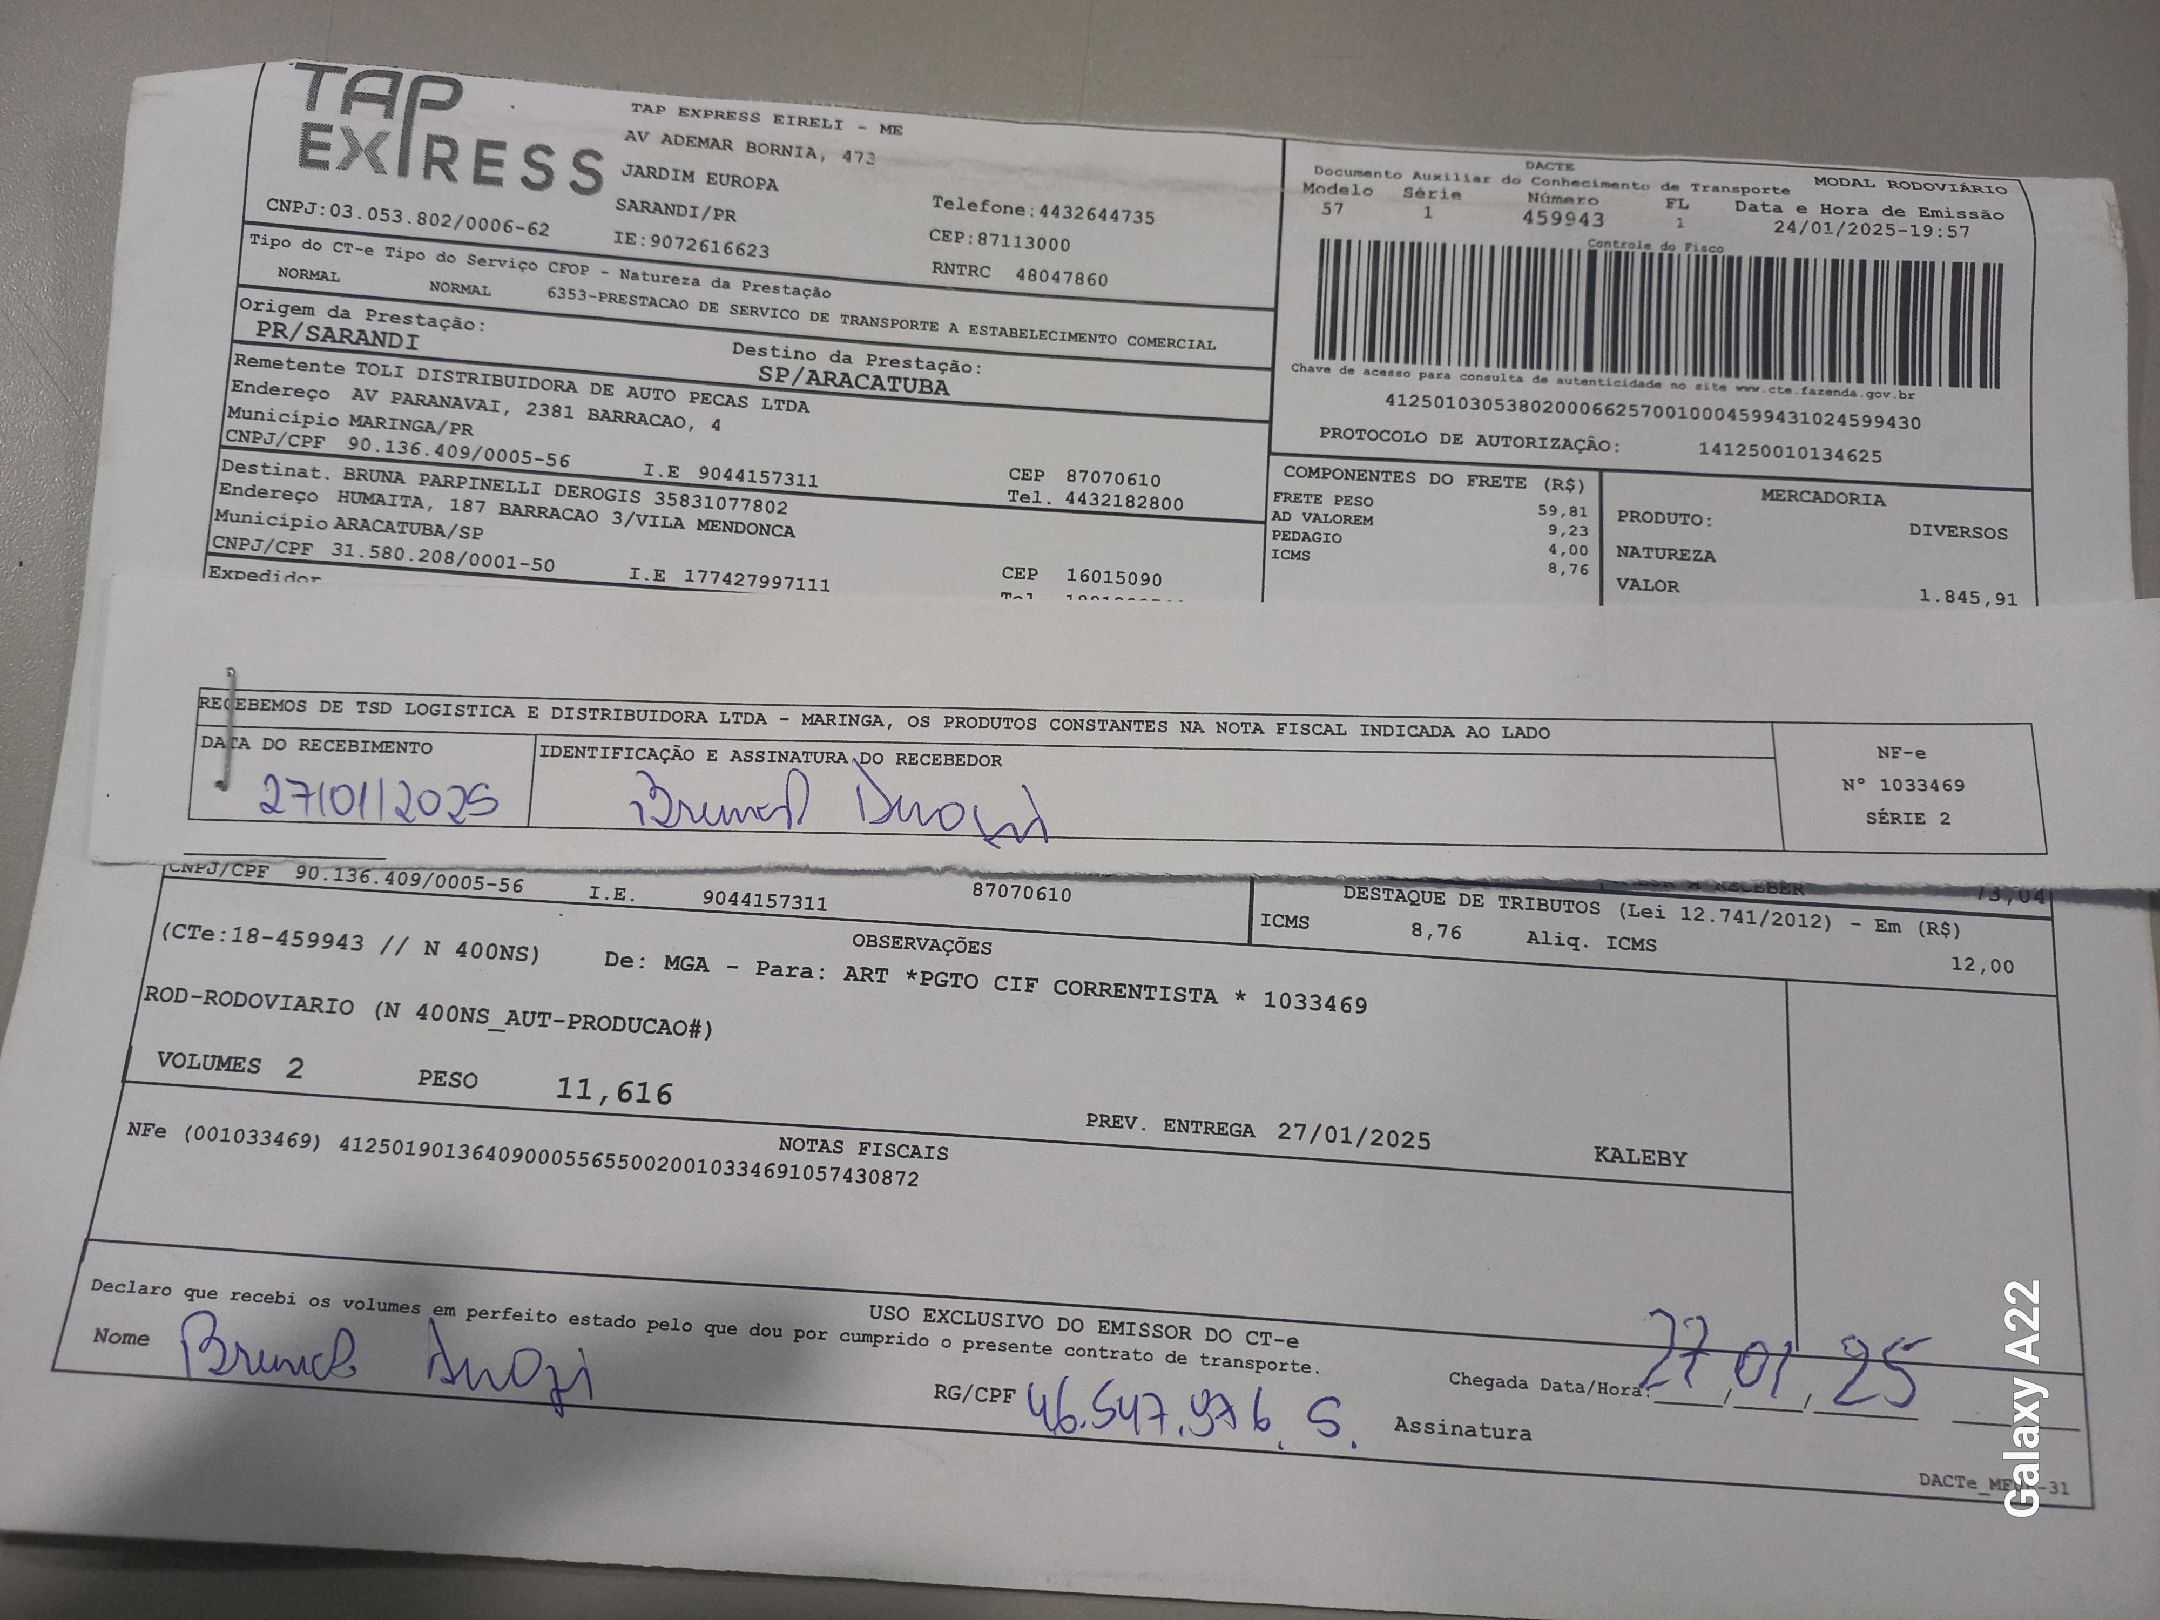 TAP EXPRESS
TAP EXPRESS EIRELI - ME
AV ADEMAR BORNIA, 473
JARDIM EUROPA
SARANDI/PR
IE:9072616623
Telefone:4432644735
CEP:87113000
RNTRC 48047860
CNPJ:03.053.802/0006-62
Tipo do CT-e Tipo do Serviço CFOP - Natureza da Prestação
NORMAL NORMAL 6353-PRESTACAO DE SERVICO DE TRANSPORTE A ESTABELECIMENTO COMERCIAL
Origem da Prestação:
PR/SARANDI
Destino da Prestação:
SP/ARACATUBA
Remetente TOLI DISTRIBUIDORA DE AUTO PECAS LTDA
Endereço AV PARANAVAI, 2381 BARRACAO, 4
Município MARINGA/PR CEP 87070610
CNPJ/CPF 90.136.409/0005-56 I.E 9044157311 Tel. 4432182800
Destinat. BRUNA PARPINELLI DEROGIS 35831077802
Endereço HUMAITA, 187 BARRACAO 3/VILA MENDONCA
Município ARACATUBA/SP CEP 16015090
CNPJ/CPF 31.580.208/0001-50 I.E 177427997111 Tel
Expedidor
DACTE
Documento Auxiliar do Conhecimento de Transporte MODAL RODOVIÁRIO
Modelo Série Número FL Data e Hora de Emissão
57 1 459943 1 24/01/2025-19:57
Controle do Fisco
Chave de acesso para consulta de autenticidade no site www.cte.fazenda.gov.br
41250103053802000662570010004599431024599430
PROTOCOLO DE AUTORIZAÇÃO: 141250010134625
COMPONENTES DO FRETE (R$)
FRETE PESO 59,81
AD VALOREM 9,23
PEDAGIO 4,00
ICMS 8,76
MERCADORIA
PRODUTO: DIVERSOS
NATUREZA
VALOR 1.845,91
RECEBEMOS DE TSD LOGISTICA E DISTRIBUIDORA LTDA - MARINGA, OS PRODUTOS CONSTANTES NA NOTA FISCAL INDICADA AO LADO
DATA DO RECEBIMENTO
27/01/2025
IDENTIFICAÇÃO E ASSINATURA DO RECEBEDOR
NF-e
Nº 1033469
SÉRIE 2
CNPJ/CPF 90.136.409/0005-56 I.E. 9044157311 87070610
A RECEBER 73,04
DESTAQUE DE TRIBUTOS (Lei 12.741/2012) - Em (R$)
ICMS 8,76 Aliq. ICMS 12,00
OBSERVAÇÕES
(CTe:18-459943 // N 400NS) De: MGA - Para: ART *PGTO CIF CORRENTISTA * 1033469
ROD-RODOVIARIO (N 400NS_AUT-PRODUCAO#)
VOLUMES 2 PESO 11,616
PREV. ENTREGA 27/01/2025 KALEBY
NOTAS FISCAIS
NFe (001033469) 41250190136409000556550020010334691057430872
USO EXCLUSIVO DO EMISSOR DO CT-e
Declaro que recebi os volumes em perfeito estado pelo que dou por cumprido o presente contrato de transporte.
Nome
RG/CPF 46.547.976.5.
Chegada Data/Hora: 27 01 25
Assinatura
Galaxy A22